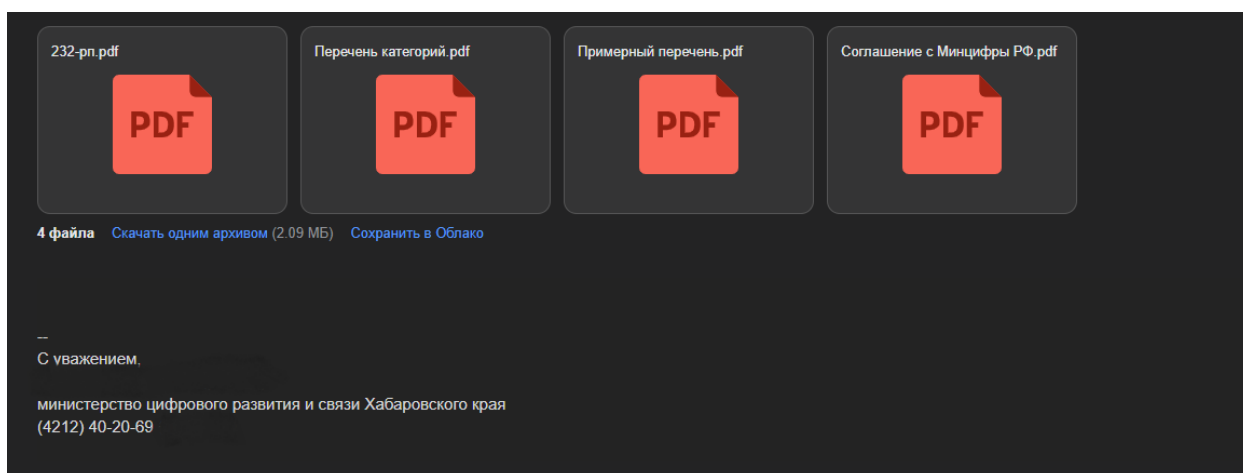 232-рп.pdf
Перечень категорий.pdf
Примерный перечень.pdf
Соглашение с Минцифры РФ.pdf
PDF
PDF
PDF
PDF
4 файла Скачать одним архивом (2.09 МБ) Сохранить в Облако
--
С уважением,
министерство цифрового развития и связи Хабаровского края
(4212) 40-20-69